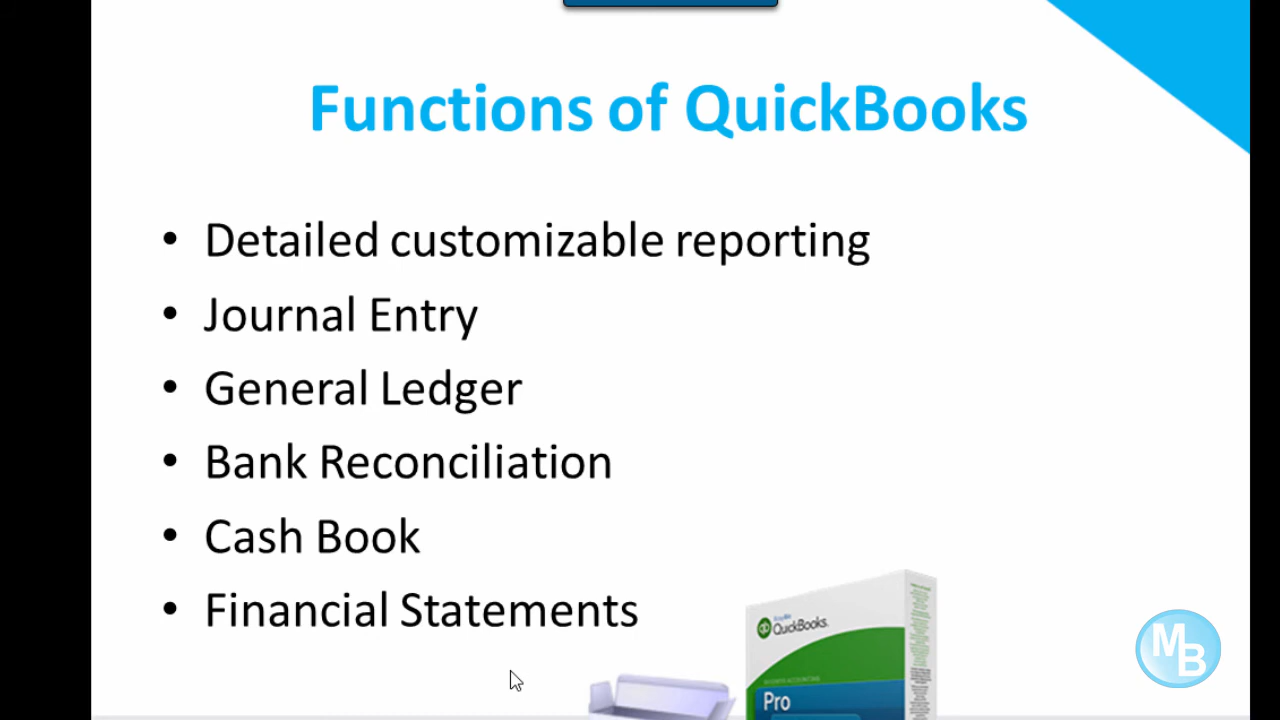 Functions of QuickBooks
• Detailed customizable reporting
• Journal Entry
• General Ledger
• Bank Reconciliation
• Cash Book
• Financial Statements
QuickBooks.
Pro
MB